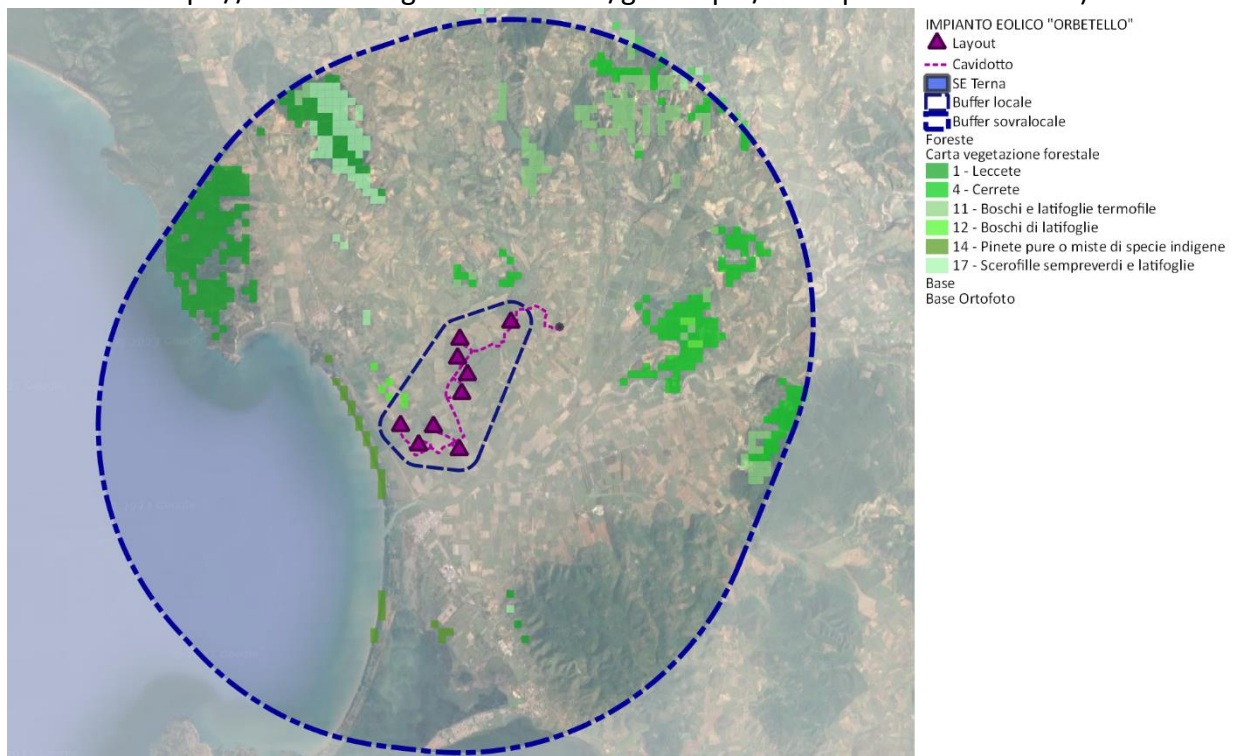 IMPIANTO EOLICO "ORBETELLO"
Layout
Cavidotto
SE Terna
Buffer locale
Buffer sovralocale
Foreste
Carta vegetazione forestale
1 - Leccete
4 - Cerrete
11 - Boschi e latifoglie termofile
12 - Boschi di latifoglie
14 - Pinete pure o miste di specie indigene
17 - Scerofille sempreverdi e latifoglie
Base
Base Ortofoto